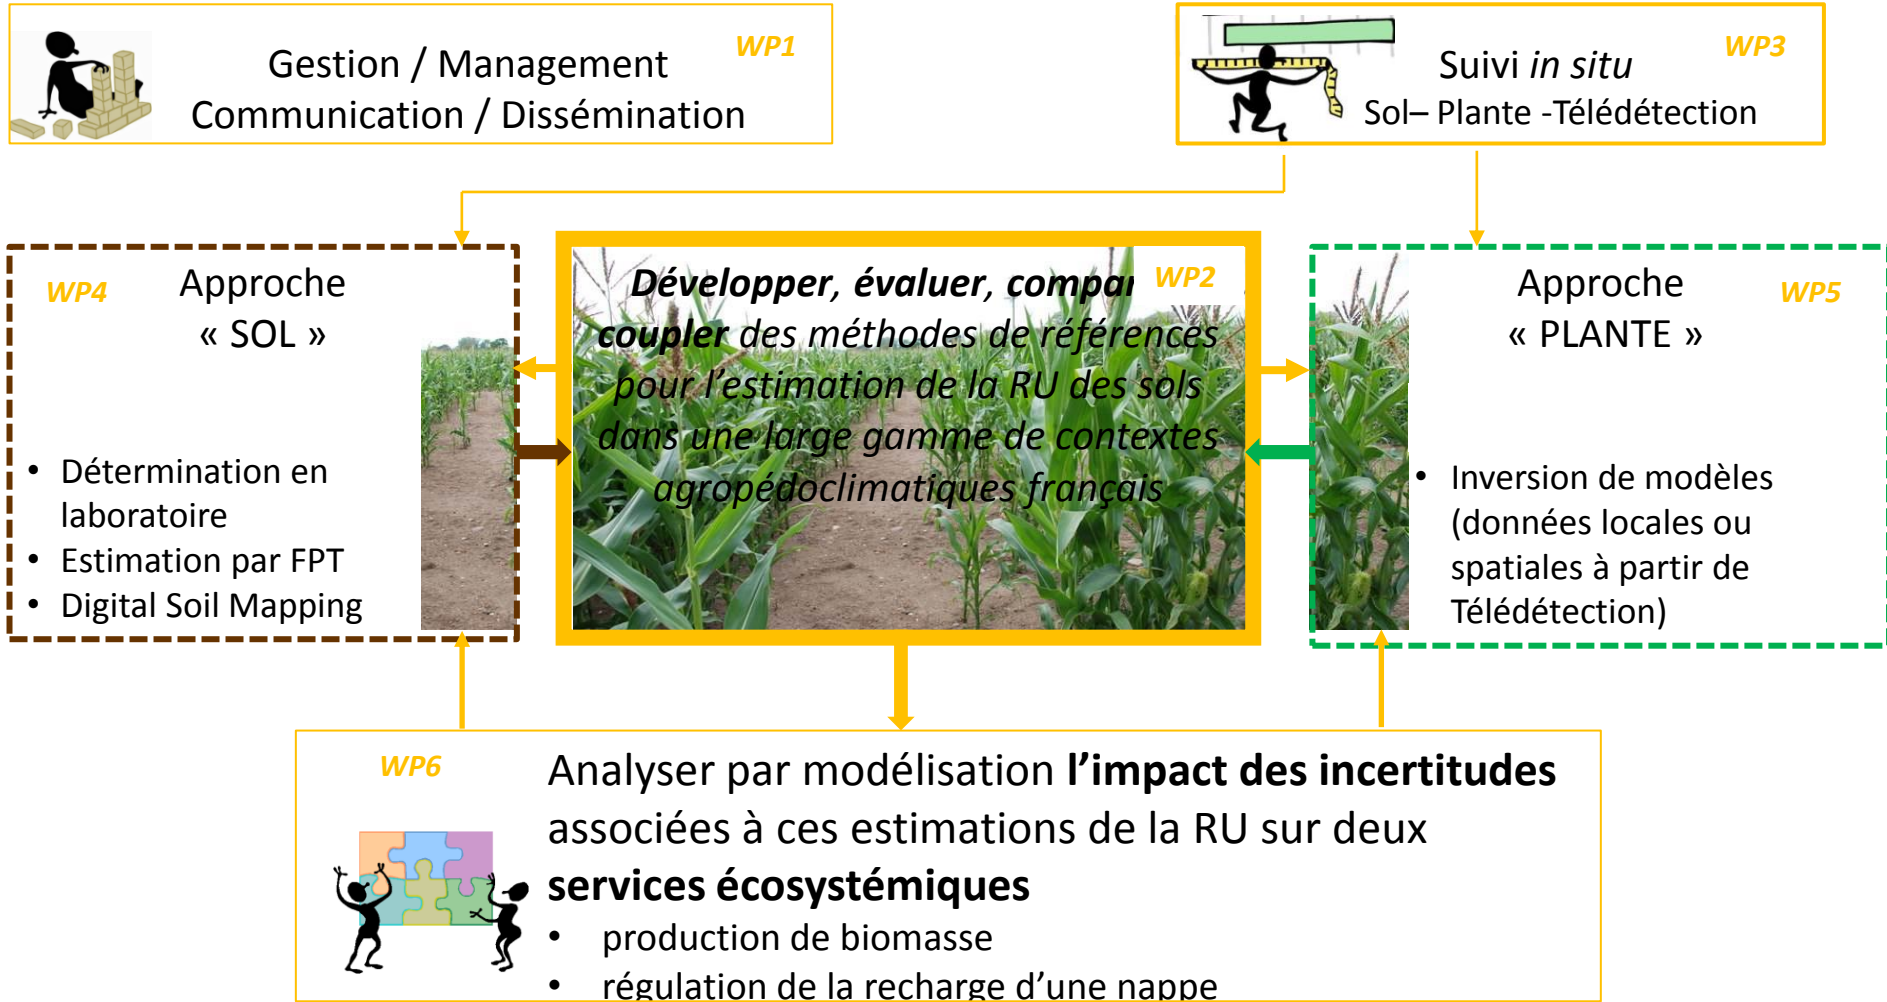 WP1
Gestion / Management
Communication / Dissémination
WP3
Suivi in situ
Sol– Plante -Télédétection
WP4
Approche
« SOL »
• Détermination en
laboratoire
• Estimation par FPT
• Digital Soil Mapping
WP2
Développer, évaluer, compar
coupler des méthodes de références
pour l’estimation de la RU des sols
dans une large gamme de contextes
agropédoclimatiques français
WP5
Approche
« PLANTE »
• Inversion de modèles
(données locales ou
spatiales à partir de
Télédétection)
WP6
Analyser par modélisation l’impact des incertitudes
associées à ces estimations de la RU sur deux
services écosystémiques
• production de biomasse
• régulation de la recharge d’une nappe